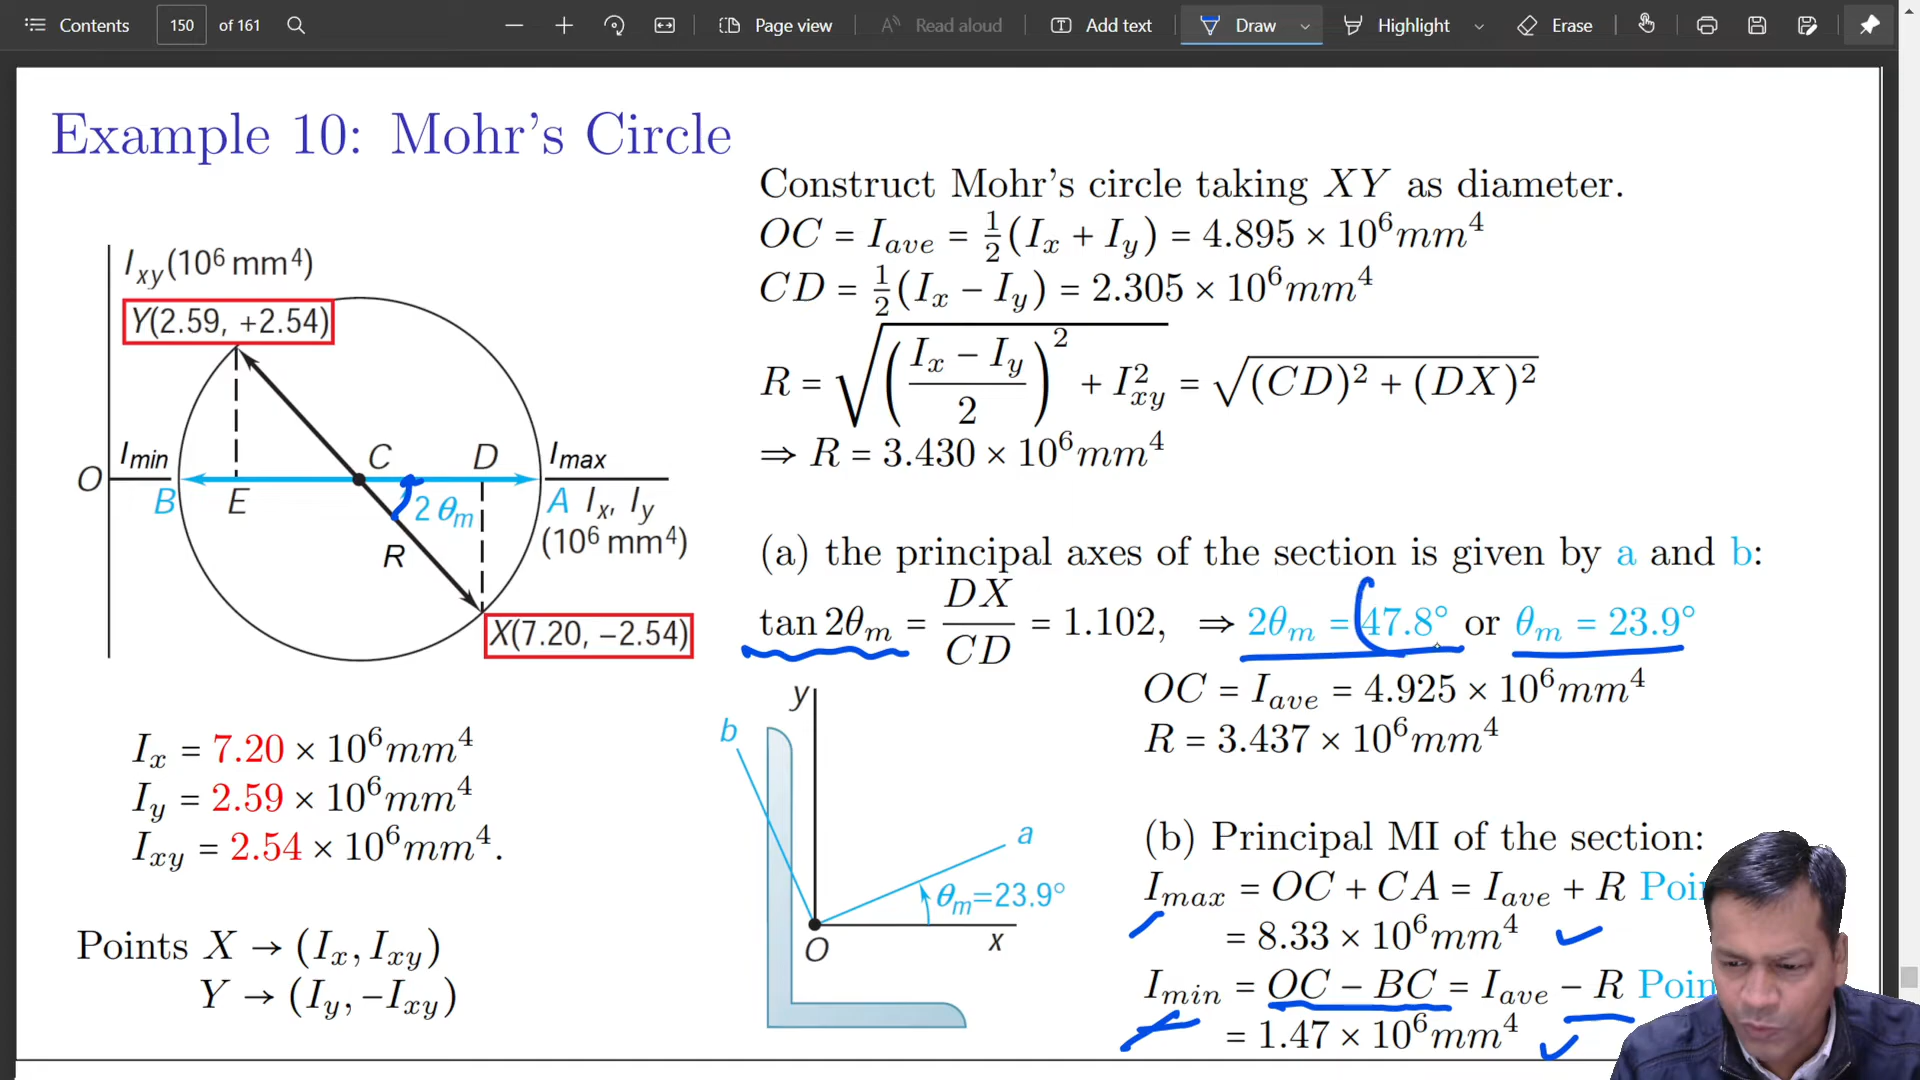 Contents 150 of 161 Page view Read aloud Add text Draw Highlight Erase
Example 10: Mohr's Circle
Construct Mohr's circle taking XY as diameter.
OC = I_ave = 1/2(I_x + I_y) = 4.895 × 10^6 mm^4
CD = 1/2(I_x − I_y) = 2.305 × 10^6 mm^4
R = √(((I_x − I_y)/2)^2 + I_xy^2) = √((CD)^2 + (DX)^2)
⇒ R = 3.430 × 10^6 mm^4
I_xy (10^6 mm^4)
Y(2.59, +2.54)
I_min C D I_max
O B E 2θ_m A I_x, I_y
R (10^6 mm^4)
X(7.20, −2.54)
(a) the principal axes of the section is given by a and b:
tan 2θ_m = DX/CD = 1.102, ⇒ 2θ_m = 47.8° or θ_m = 23.9°
OC = I_ave = 4.925 × 10^6 mm^4
R = 3.437 × 10^6 mm^4
I_x = 7.20 × 10^6 mm^4
I_y = 2.59 × 10^6 mm^4
I_xy = 2.54 × 10^6 mm^4.
Points X → (I_x, I_xy)
Y → (I_y, −I_xy)
y
b
a
θ_m=23.9°
O x
(b) Principal MI of the section:
I_max = OC + CA = I_ave + R
= 8.33 × 10^6 mm^4
I_min = OC − BC = I_ave − R
= 1.47 × 10^6 mm^4